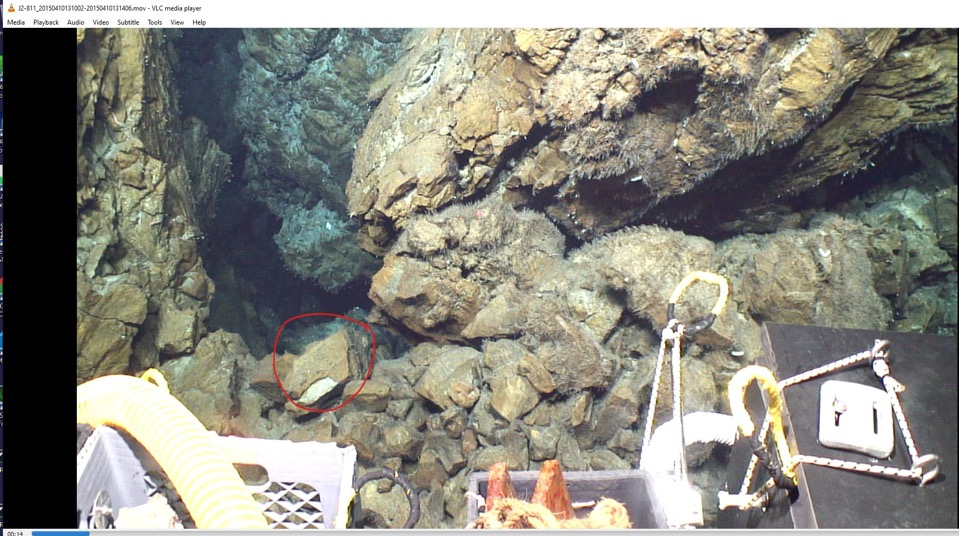 J2-811_20150410131002-20150410131406.mov - VLC media player
Media Playback Audio Video Subtitle Tools View Help
00:14